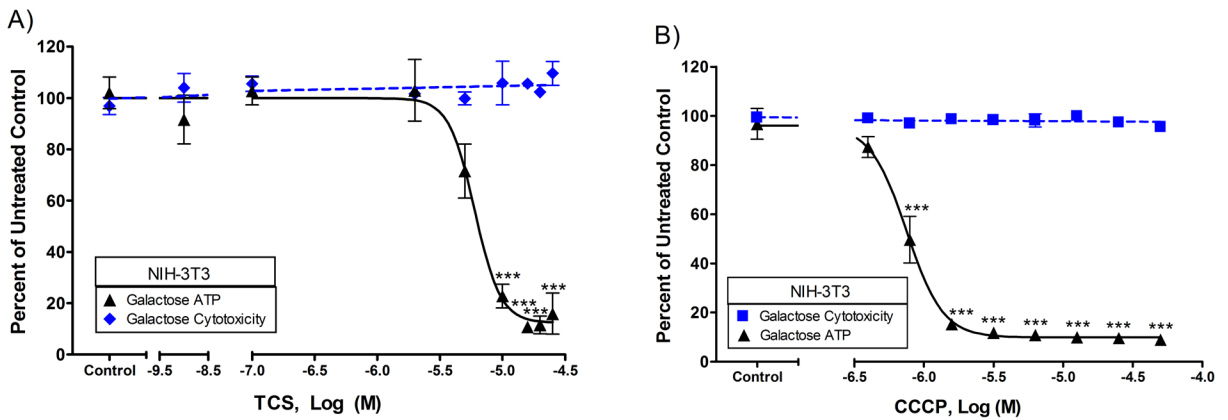 A)
Percent of Untreated Control
120
100
80
60
40
20
0
NIH-3T3
Galactose ATP
Galactose Cytotoxicity
***
***
***
***
Control
-9.5
-8.5
-7.0
-6.5
-6.0
-5.5
-5.0
-4.5
TCS, Log (M)
B)
Percent of Untreated Control
120
100
80
60
40
20
0
NIH-3T3
Galactose Cytotoxicity
Galactose ATP
***
***
***
***
***
***
***
Control
-6.5
-6.0
-5.5
-5.0
-4.5
-4.0
CCCP, Log (M)